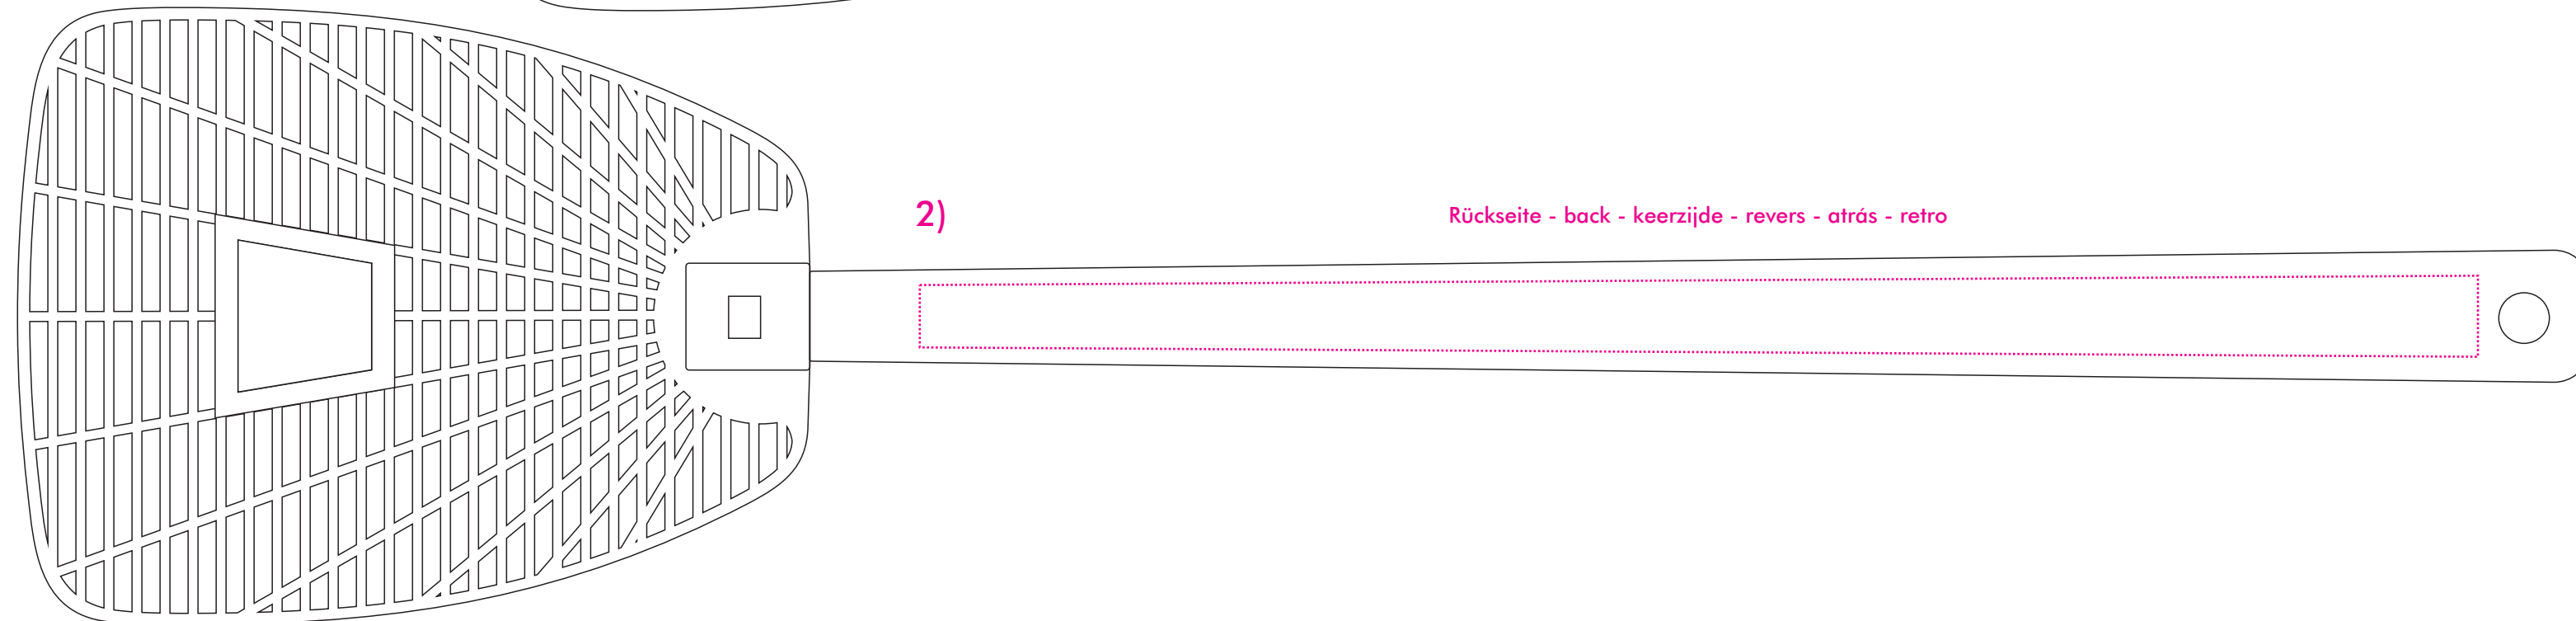 2)
Rückseite - back - keerzijde - revers - atrás - retro